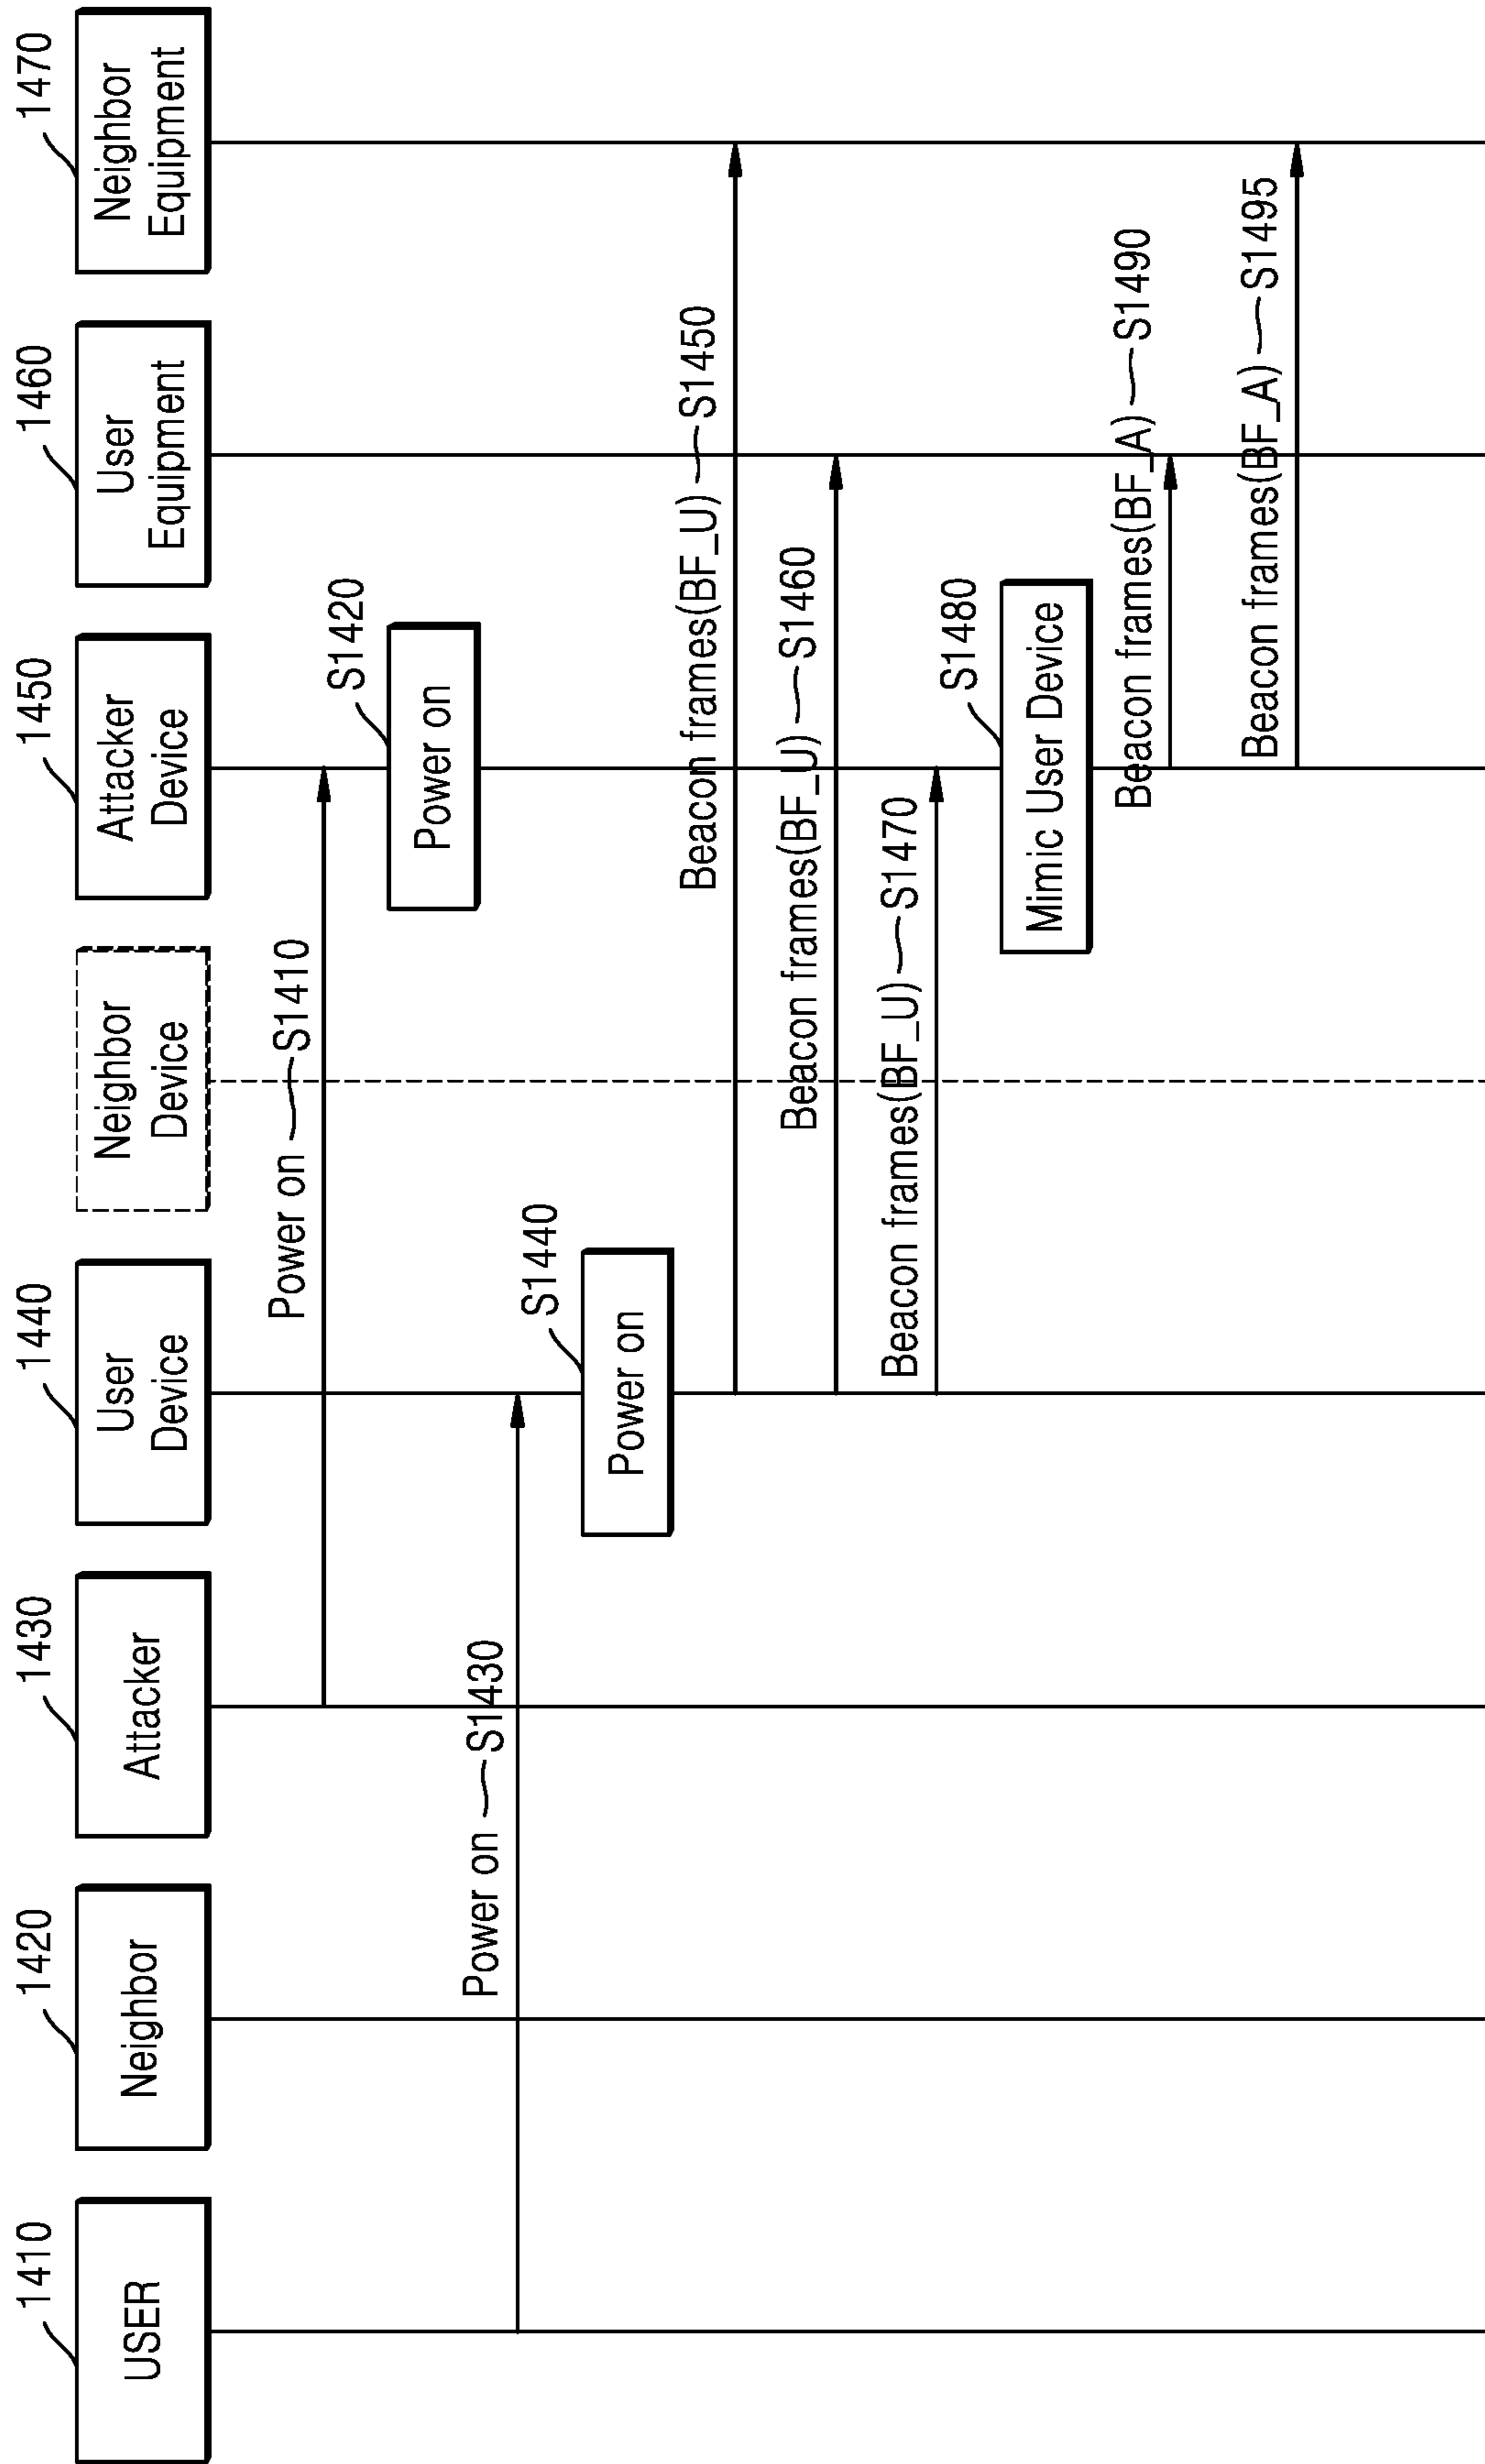 1410
USER
1420
Neighbor
1430
Attacker
1440
User
Device
Neighbor
Device
1450
Attacker
Device
1460
User
Equipment
1470
Neighbor
Equipment
Power on S1410
S1420
Power on
Power on S1430
S1440
Power on
Beacon frames(BF_U) S1450
Beacon frames(BF_U) S1460
Beacon frames(BF_U) S1470
S1480
Mimic User Device
Beacon frames(BF_A) S1490
Beacon frames(BF_A) S1495